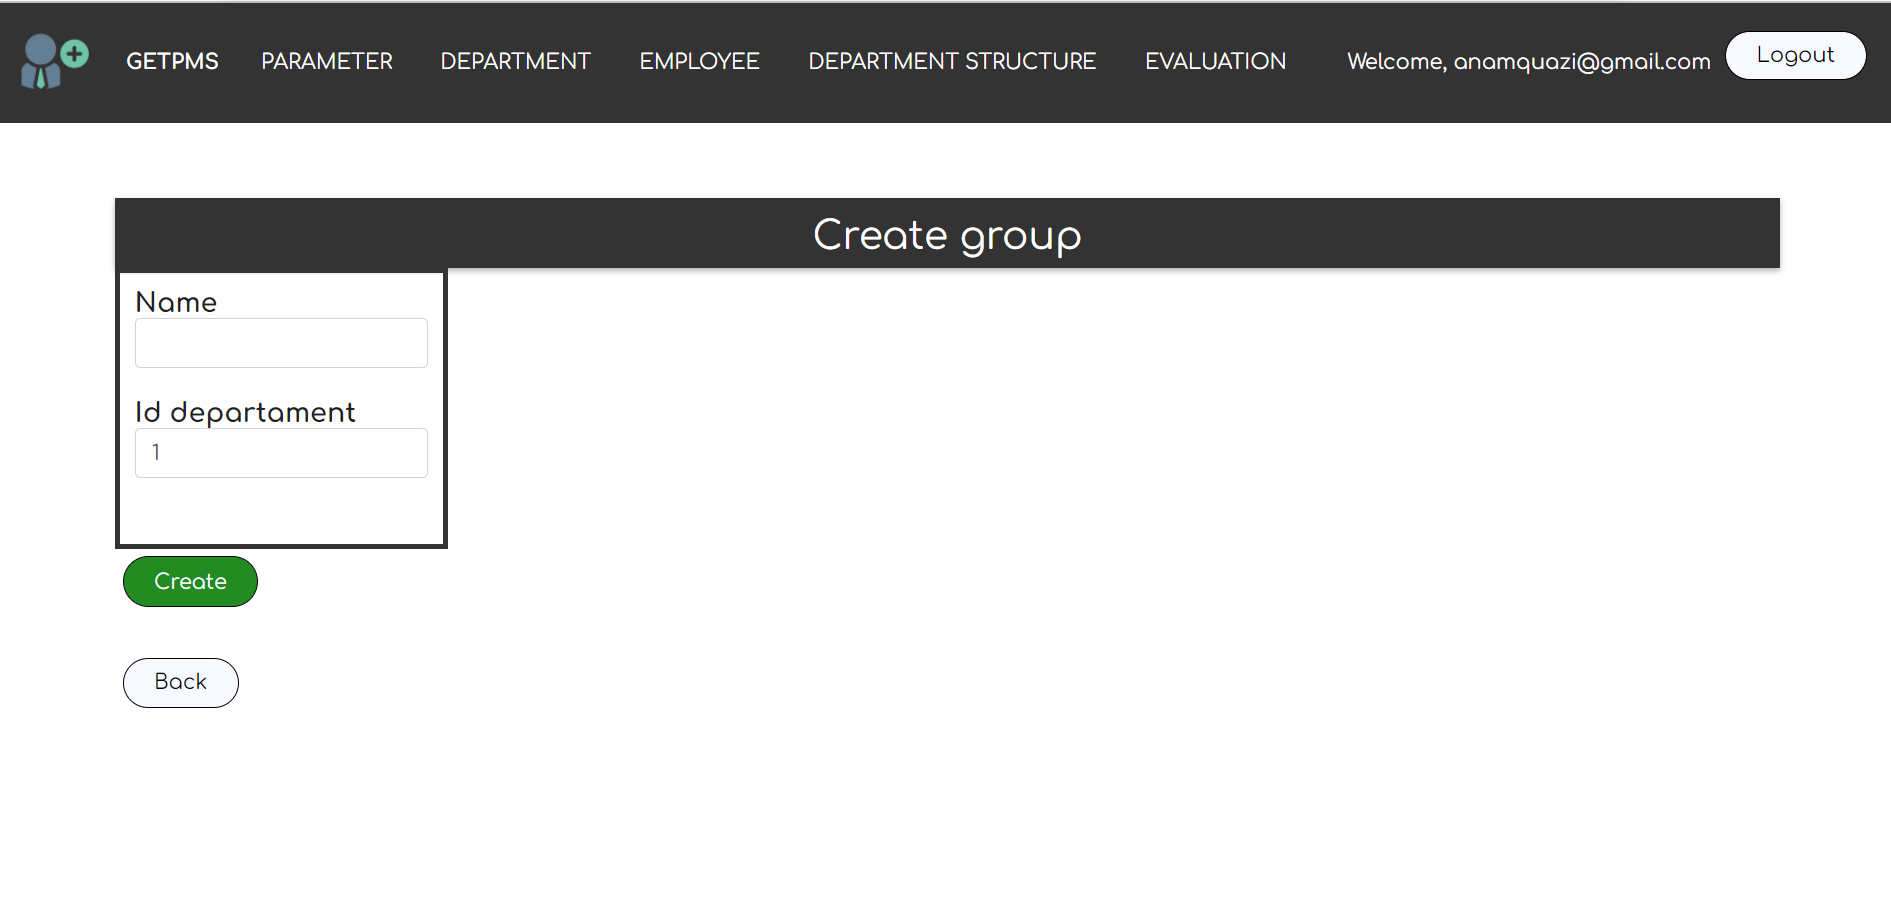 GETPMS PARAMETER DEPARTMENT EMPLOYEE DEPARTMENT STRUCTURE EVALUATION Welcome, anamquazi@gmail.com Logout
Create group
Name
Id departament
1
Create
Back